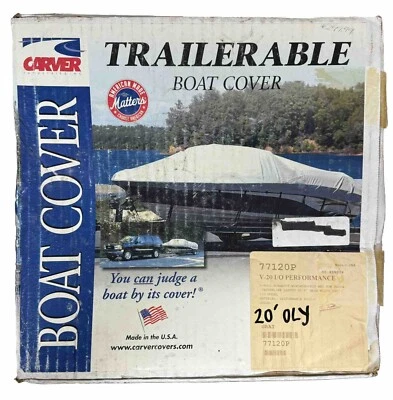 CARVER
TRAILERABLE
BOAT COVER
AMERICAN MADE
Matters
BOAT COVER
You can judge a
boat by its cover!®
Made in the U.S.A.
www.carvercovers.com
77120P
V-20 I/O PERFORMANCE
20' OLY
GRAY
77120P